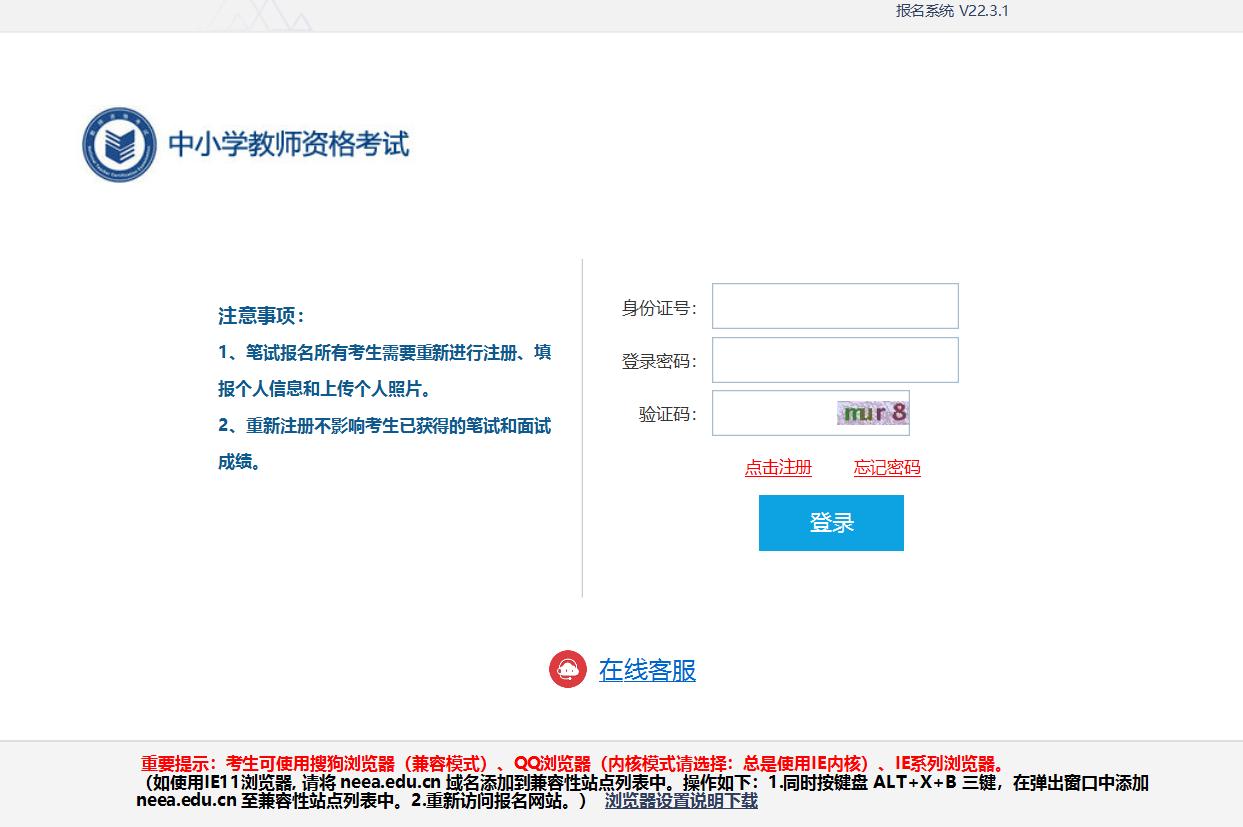 报名系统 V22.3.1
中小学教师资格考试
注意事项：
1、笔试报名所有考生需要重新进行注册、填
报个人信息和上传个人照片。
2、重新注册不影响考生已获得的笔试和面试
成绩。
身份证号：
登录密码：
验证码：
mur 8
点击注册 忘记密码
登录
在线客服
重要提示：考生可使用搜狗浏览器（兼容模式）、QQ浏览器（内核模式请选择：总是使用IE内核）、IE系列浏览器。
（如使用IE11浏览器, 请将 neea.edu.cn 域名添加到兼容性站点列表中。操作如下：1.同时按键盘 ALT+X+B 三键，在弹出窗口中添加
neea.edu.cn 至兼容性站点列表中。2.重新访问报名网站。） 浏览器设置说明下载